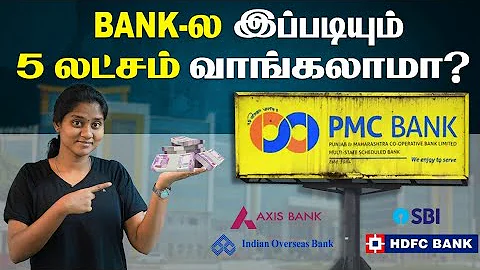 BANK-ல இப்படியும்
5 லட்சம் வாங்கலாமா?
PMC BANK
PUNJAB & MAHARASHTRA CO-OPERATIVE BANK LIMITED
MULTI-STATE SCHEDULED BANK
We enjoy to serve
AXIS BANK
SBI
Indian Overseas Bank
HDFC BANK